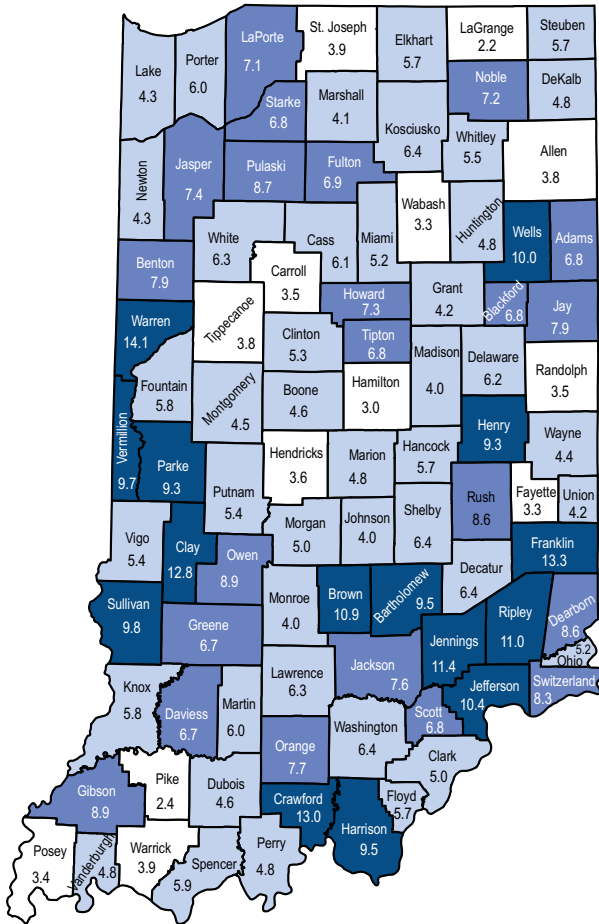 LaPorte
7.1
St. Joseph
3.9
Elkhart
5.7
LaGrange
2.2
Steuben
5.7
Lake
4.3
Porter
6.0
Noble
7.2
DeKalb
4.8
Starke
6.8
Marshall
4.1
Kosciusko
6.4
Whitley
5.5
Allen
3.8
Newton
4.3
Jasper
7.4
Pulaski
8.7
Fulton
6.9
Wabash
3.3
Huntington
4.8
Wells
10.0
Adams
6.8
White
6.3
Cass
6.1
Miami
5.2
Benton
7.9
Carroll
3.5
Howard
7.3
Grant
4.2
Blackford
6.8
Jay
7.9
Warren
14.1
Tippecanoe
3.8
Clinton
5.3
Tipton
6.8
Madison
4.0
Delaware
6.2
Randolph
3.5
Fountain
5.8
Montgomery
4.5
Boone
4.6
Hamilton
3.0
Henry
9.3
Wayne
4.4
Vermillion
9.7
Parke
9.3
Putnam
5.4
Hendricks
3.6
Marion
4.8
Hancock
5.7
Rush
8.6
Fayette
3.3
Union
4.2
Vigo
5.4
Clay
12.8
Owen
8.9
Morgan
5.0
Johnson
4.0
Shelby
6.4
Decatur
6.4
Franklin
13.3
Sullivan
9.8
Greene
6.7
Monroe
4.0
Brown
10.9
Bartholomew
9.5
Jennings
11.4
Ripley
11.0
Dearborn
8.6
5.2
Ohio
Knox
5.8
Daviess
6.7
Martin
6.0
Lawrence
6.3
Jackson
7.6
Jefferson
10.4
Switzerland
8.3
Scott
6.8
Orange
7.7
Washington
6.4
Clark
5.0
Gibson
8.9
Pike
2.4
Dubois
4.6
Crawford
13.0
Harrison
9.5
Floyd
5.7
Posey
3.4
Vanderburgh
4.8
Warrick
3.9
Spencer
5.9
Perry
4.8